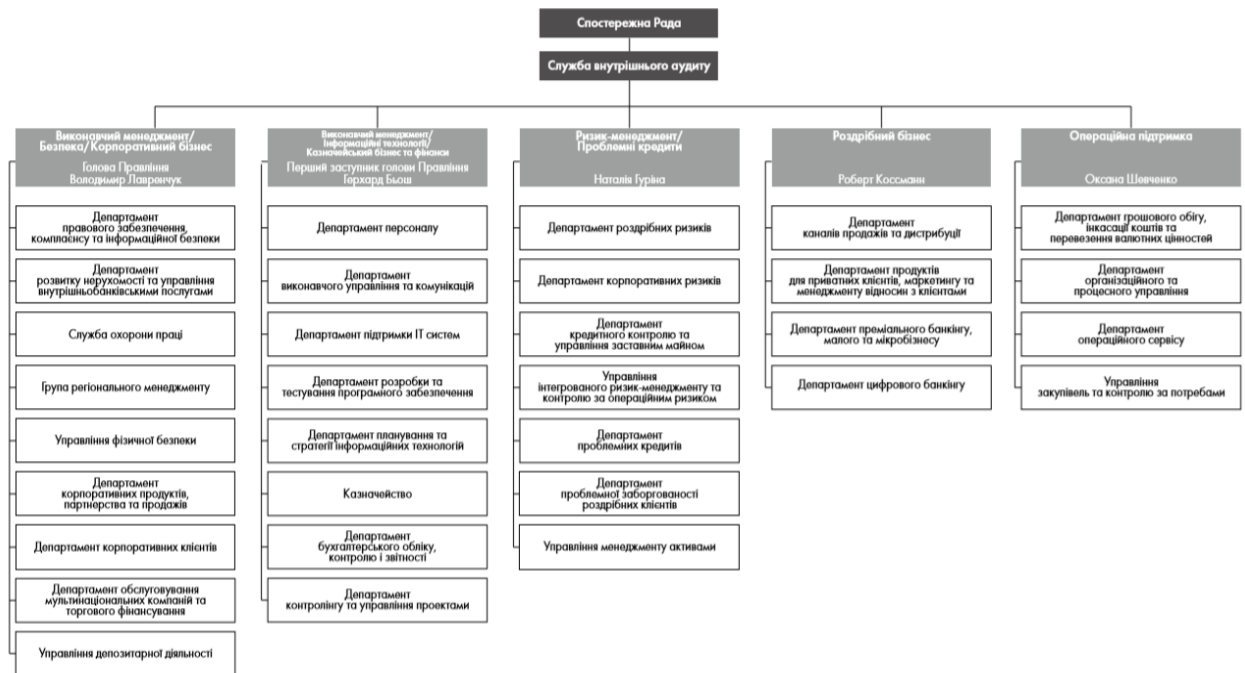 Спостережна Рада
Служба внутрішнього аудиту
Виконавчий менеджмент/
Безпека/Корпоративний бізнес
Голова Правління
Володимир Лавренчук
Департамент
правового забезпечення,
комплаєнсу та інформаційної безпеки
Департамент
розвитку нерухомості та управління
внутрішньобанківськими послугами
Служба охорони праці
Група регіонального менеджменту
Управління фізичної безпеки
Департамент
корпоративних продуктів,
партнерства та продажів
Департамент корпоративних клієнтів
Департамент обслуговування
мультинаціональних компаній та
торгового фінансування
Управління депозитарної діяльності
Виконавчий менеджмент/
Інформаційні технології/
Казначейський бізнес та фінанси
Перший заступник голови Правління
Герхард Бьош
Департамент персоналу
Департамент
виконавчого управління та комунікацій
Департамент підтримки ІТ систем
Департамент розробки та
тестування програмного забезпечення
Департамент планування та
стратегії інформаційних технологій
Казначейство
Департамент
бухгалтерського обліку,
контролю і звітності
Департамент
контролінгу та управління проектами
Ризик-менеджмент/
Проблемні кредити
Наталія Гуріна
Департамент роздрібних ризиків
Департамент корпоративних ризиків
Департамент
кредитного контролю та
управління заставним майном
Управління
інтегрованого ризик-менеджменту та
контролю за операційним ризиком
Департамент
проблемних кредитів
Департамент
проблемної заборгованості
роздрібних клієнтів
Управління менеджменту активами
Роздрібний бізнес
Роберт Коссманн
Департамент
каналів продажів та дистрибуції
Департамент продуктів
для приватних клієнтів, маркетингу та
менеджменту відносин з клієнтами
Департамент преміального банкінгу,
малого та мікробізнесу
Департамент цифрового банкінгу
Операційна підтримка
Оксана Шевченко
Департамент грошового обігу,
інкасації коштів та
перевезення валютних цінностей
Департамент
організаційного та
процесного управління
Департамент
операційного сервісу
Управління
закупівель та контролю за потребами